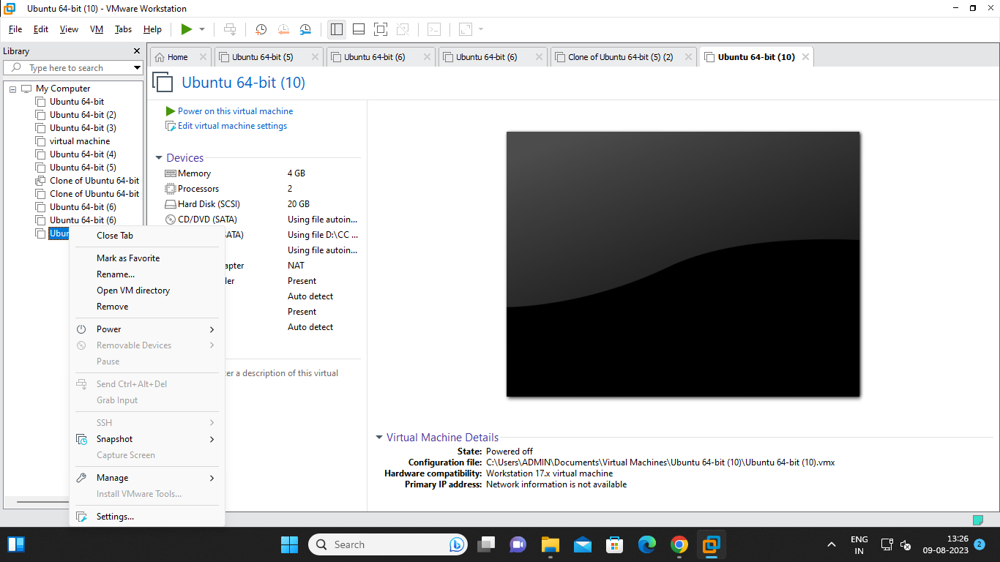 Ubuntu 64-bit (10) - VMware Workstation
File Edit View VM Tabs Help
Library
Type here to search
My Computer
Ubuntu 64-bit
Ubuntu 64-bit (2)
Ubuntu 64-bit (3)
virtual machine
Ubuntu 64-bit (4)
Ubuntu 64-bit (5)
Clone of Ubuntu 64-bit
Clone of Ubuntu 64-bit
Ubuntu 64-bit (6)
Ubuntu 64-bit (6)
Ubun
Close Tab
Mark as Favorite
Rename...
Open VM directory
Remove
Power
Removable Devices
Pause
Send Ctrl+Alt+Del
Grab Input
SSH
Snapshot
Capture Screen
Manage
Install VMware Tools...
Settings...
Home Ubuntu 64-bit (5) Ubuntu 64-bit (6) Ubuntu 64-bit (6) Clone of Ubuntu 64-bit (5) (2) Ubuntu 64-bit (10)
Ubuntu 64-bit (10)
Power on this virtual machine
Edit virtual machine settings
Devices
Memory 4 GB
Processors 2
Hard Disk (SCSI) 20 GB
CD/DVD (SATA) Using file autoin...
ATA) Using file D:\CC ...
Using file autoin...
apter NAT
ler Present
Auto detect
Present
Auto detect
er a description of this virtual
Virtual Machine Details
State: Powered off
Configuration file: C:\Users\ADMIN\Documents\Virtual Machines\Ubuntu 64-bit (10)\Ubuntu 64-bit (10).vmx
Hardware compatibility: Workstation 17.x virtual machine
Primary IP address: Network information is not available
Search
ENG
IN
13:26
09-08-2023
2